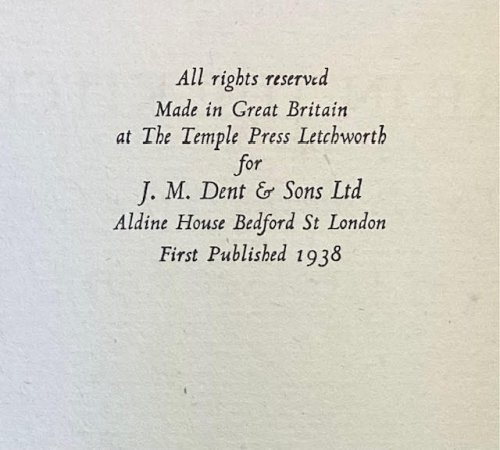 All rights reserved
Made in Great Britain
at The Temple Press Letchworth
for
J. M. Dent & Sons Ltd
Aldine House Bedford St London
First Published 1938